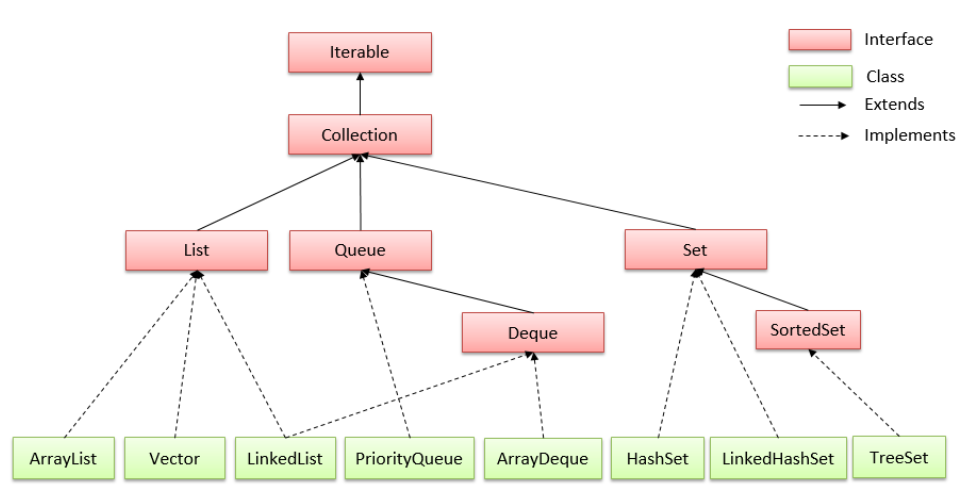 Iterable
Interface
Class
Extends
Collection
Implements
List
Queue
Set
Deque
SortedSet
ArrayList
Vector
LinkedList
PriorityQueue
ArrayDeque
HashSet
LinkedHashSet
TreeSet